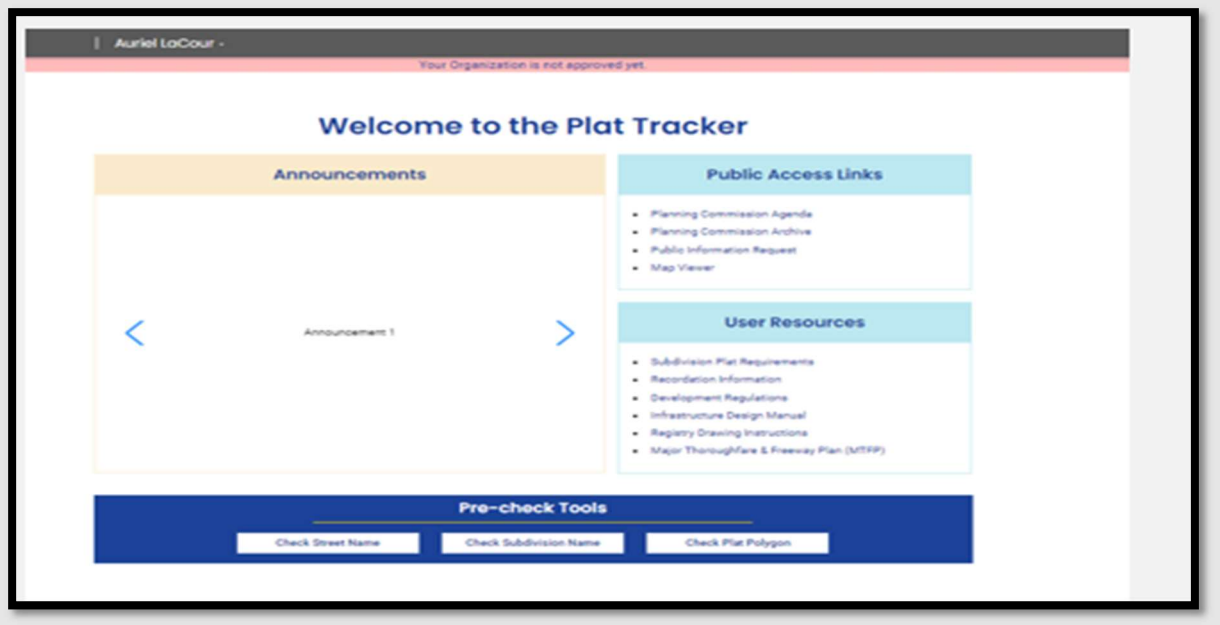 | Auriel LaCour -
Your Organization is not approved yet.
Welcome to the Plat Tracker
Announcements
Announcement 1
Public Access Links
Planning Commission Agenda
Planning Commission Archive
Public Information Request
Map Viewer
User Resources
Subdivision Plat Requirements
Recordation Information
Development Regulations
Infrastructure Design Manual
Registry Drawing Instructions
Major Thoroughfare & Freeway Plan (MTFP)
Pre-check Tools
Check Street Name
Check Subdivision Name
Check Plat Polygon